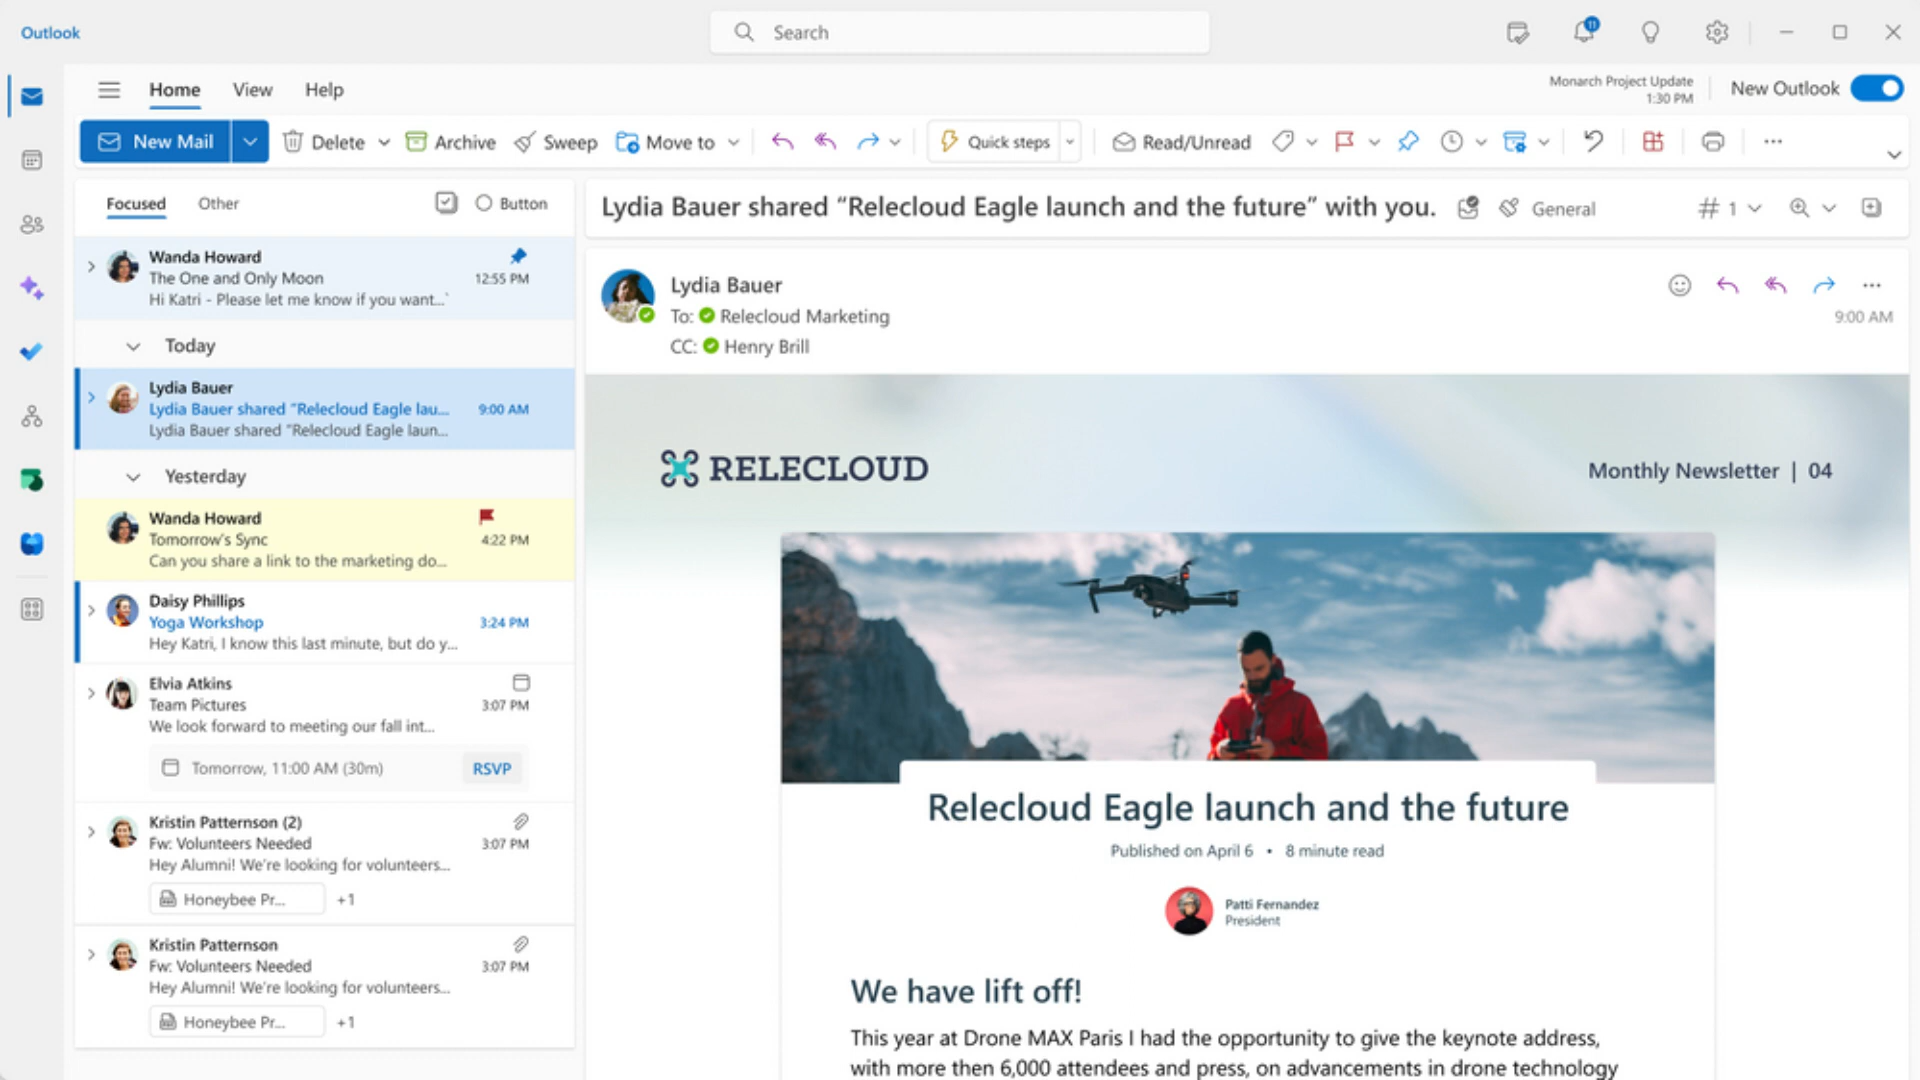 Outlook
Search
11
Home View Help
Monarch Project Update
1:30 PM
New Outlook
New Mail Delete Archive Sweep Move to Quick steps Read/Unread ...
Focused Other Button
Wanda Howard
The One and Only Moon 12:55 PM
Hi Katri - Please let me know if you want...`
Today
Lydia Bauer
Lydia Bauer shared “Relecloud Eagle lau... 9:00 AM
Lydia Bauer shared “Relecloud Eagle laun...
Yesterday
Wanda Howard
Tomorrow's Sync 4:22 PM
Can you share a link to the marketing do...
Daisy Phillips
Yoga Workshop 3:24 PM
Hey Katri, I know this last minute, but do y...
Elvia Atkins
Team Pictures 3:07 PM
We look forward to meeting our fall int...
Tomorrow, 11:00 AM (30m) RSVP
Kristin Patternson (2)
Fw: Volunteers Needed 3:07 PM
Hey Alumni! We're looking for volunteers...
Honeybee Pr... +1
Kristin Patternson
Fw: Volunteers Needed 3:07 PM
Hey Alumni! We're looking for volunteers...
Honeybee Pr... +1
Lydia Bauer shared “Relecloud Eagle launch and the future” with you. General # 1
Lydia Bauer
To: Relecloud Marketing 9:00 AM
CC: Henry Brill
RELECLOUD Monthly Newsletter | 04
Relecloud Eagle launch and the future
Published on April 6 • 8 minute read
Patti Fernandez
President
We have lift off!
This year at Drone MAX Paris I had the opportunity to give the keynote address,
with more then 6,000 attendees and press, on advancements in drone technology